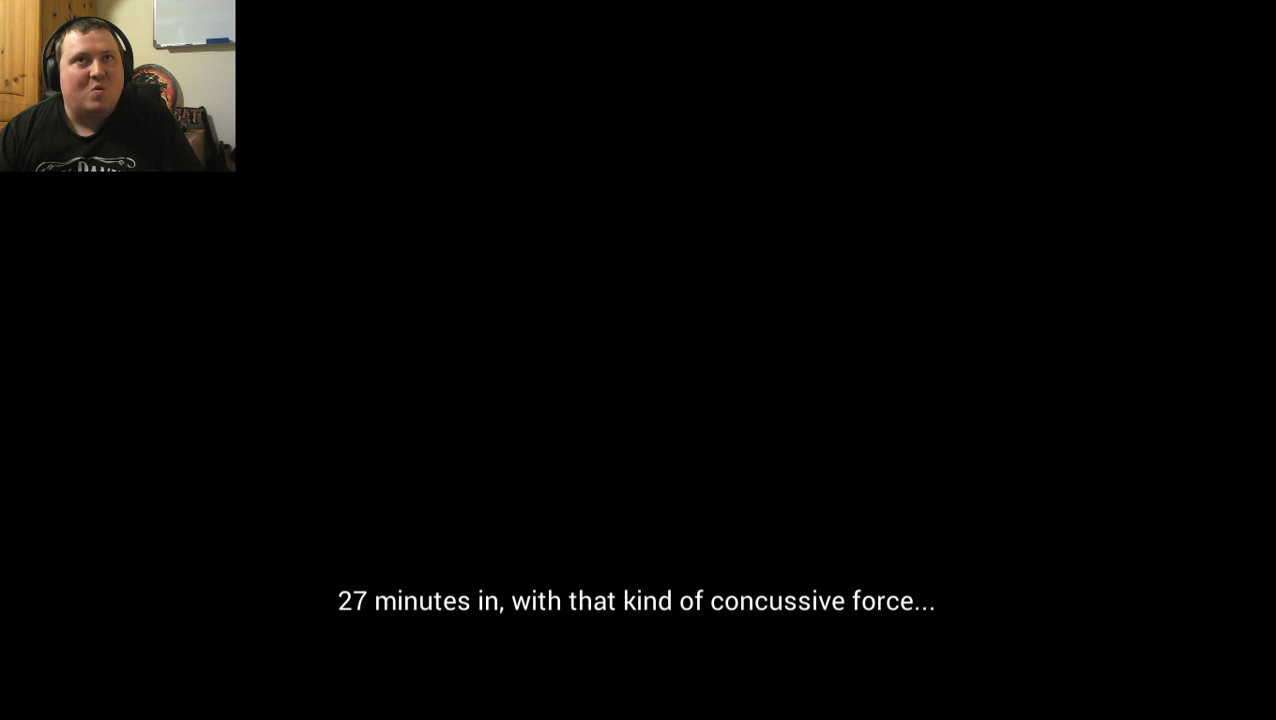 27 minutes in, with that kind of concussive force...